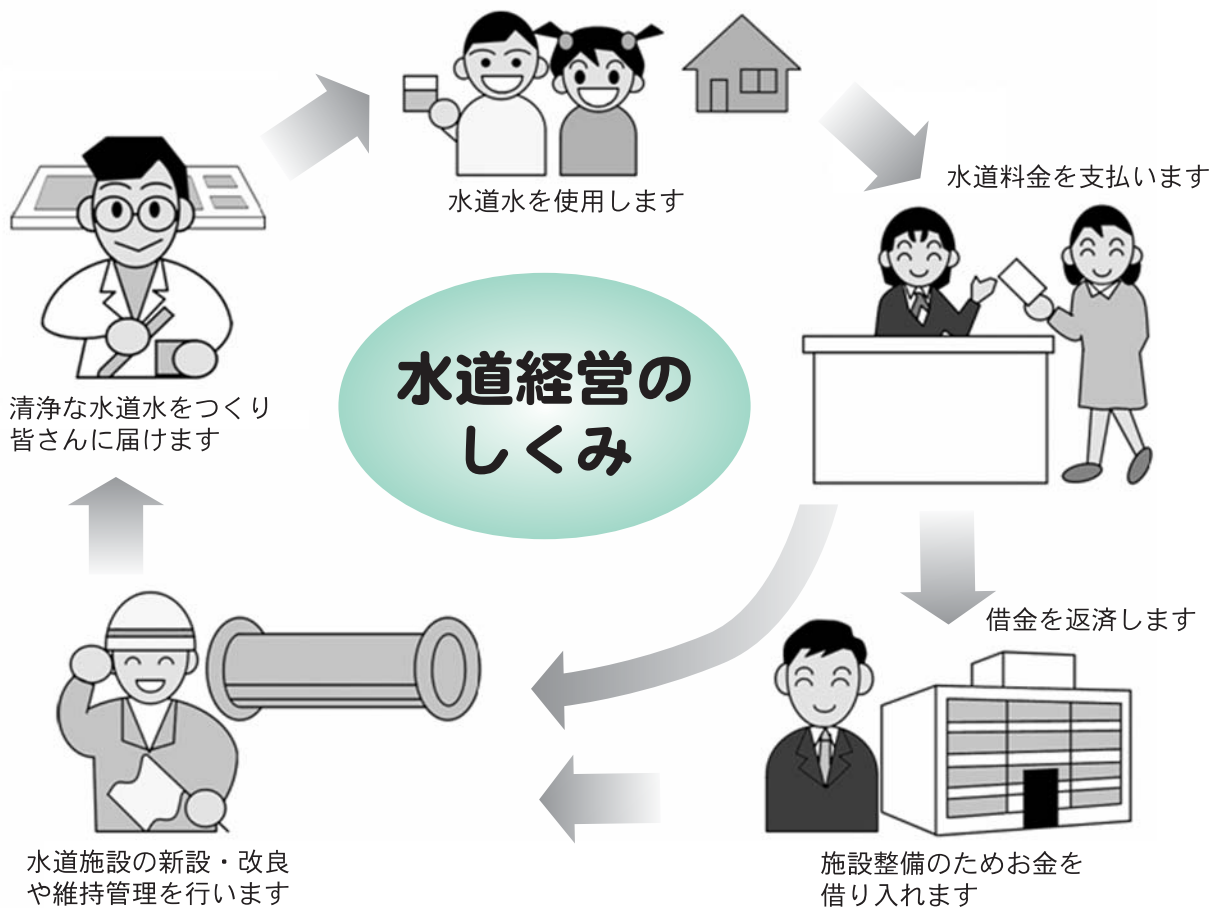 水道水を使用します
水道料金を支払います
清浄な水道水をつくり
皆さんに届けます
水道経営の
しくみ
借金を返済します
水道施設の新設・改良
や維持管理を行います
施設整備のためお金を
借り入れます